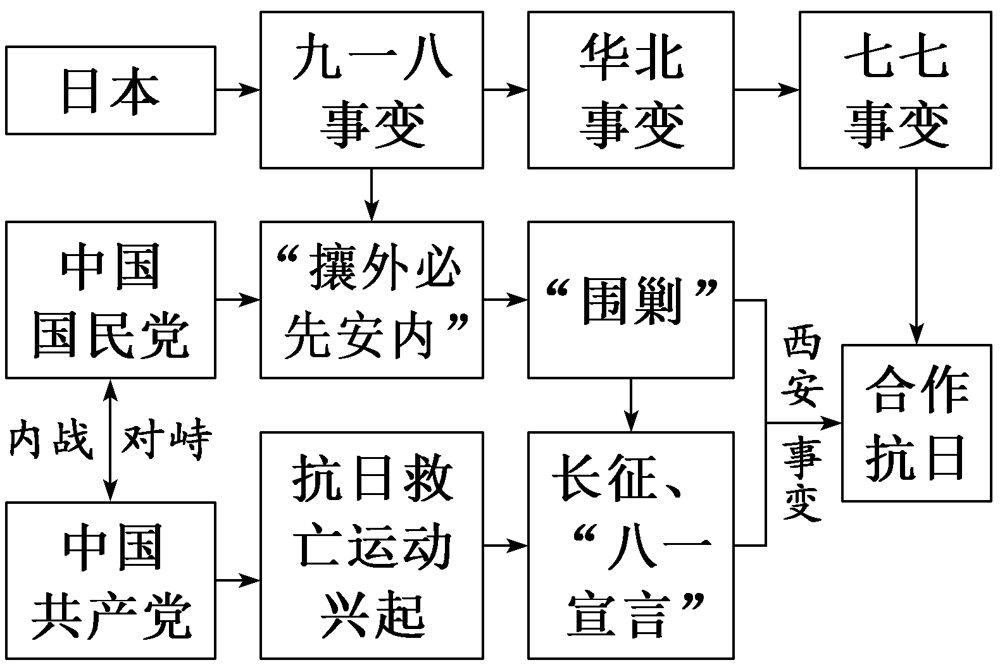 日本
九一八
事变
华北
事变
七七
事变
中国
国民党
“攘外必
先安内”
“围剿”
西安
事变
合作
抗日
内战
对峙
中国
共产党
抗日救
亡运动
兴起
长征、
“八一
宣言”